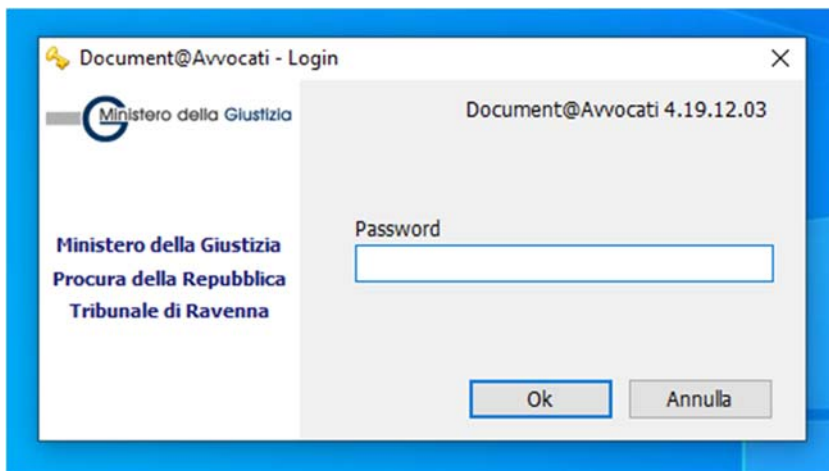 Document@Avvocati - Login
Ministero della Giustizia
Document@Avvocati 4.19.12.03
Ministero della Giustizia
Procura della Repubblica
Tribunale di Ravenna
Password
Ok
Annulla